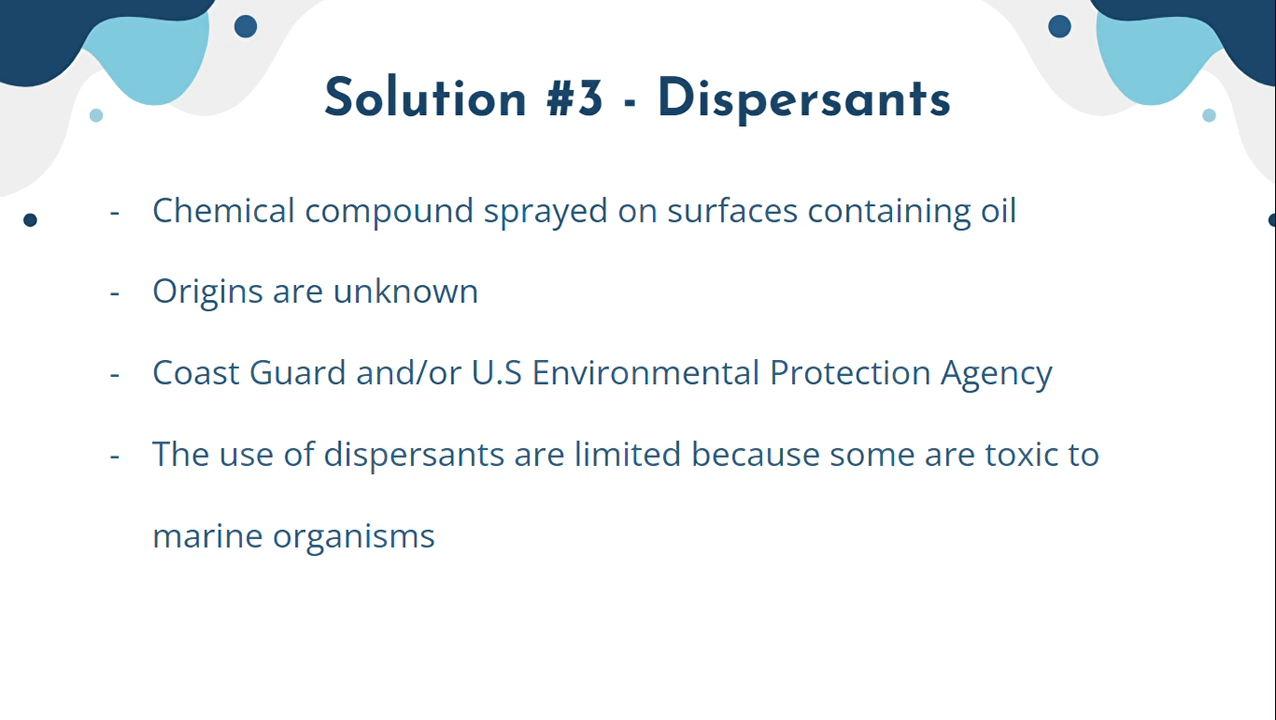 Solution #3 - Dispersants
- Chemical compound sprayed on surfaces containing oil
- Origins are unknown
- Coast Guard and/or U.S Environmental Protection Agency
- The use of dispersants are limited because some are toxic to
marine organisms